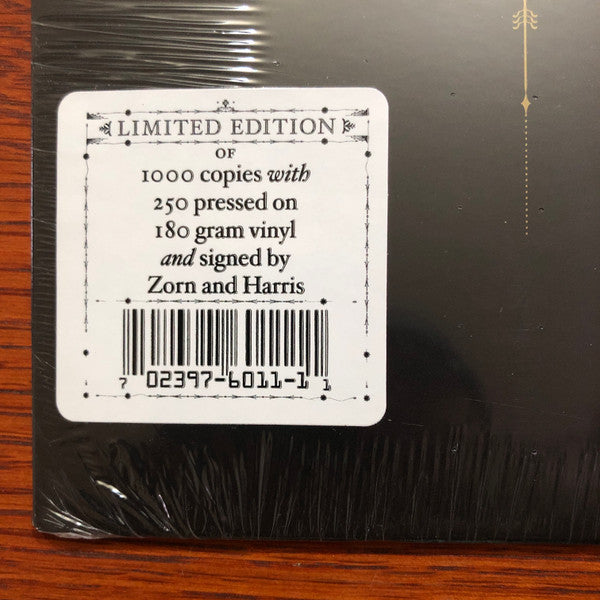 LIMITED EDITION
OF
1000 copies with
250 pressed on
180 gram vinyl
and signed by
Zorn and Harris
7 02397-6011-1 1